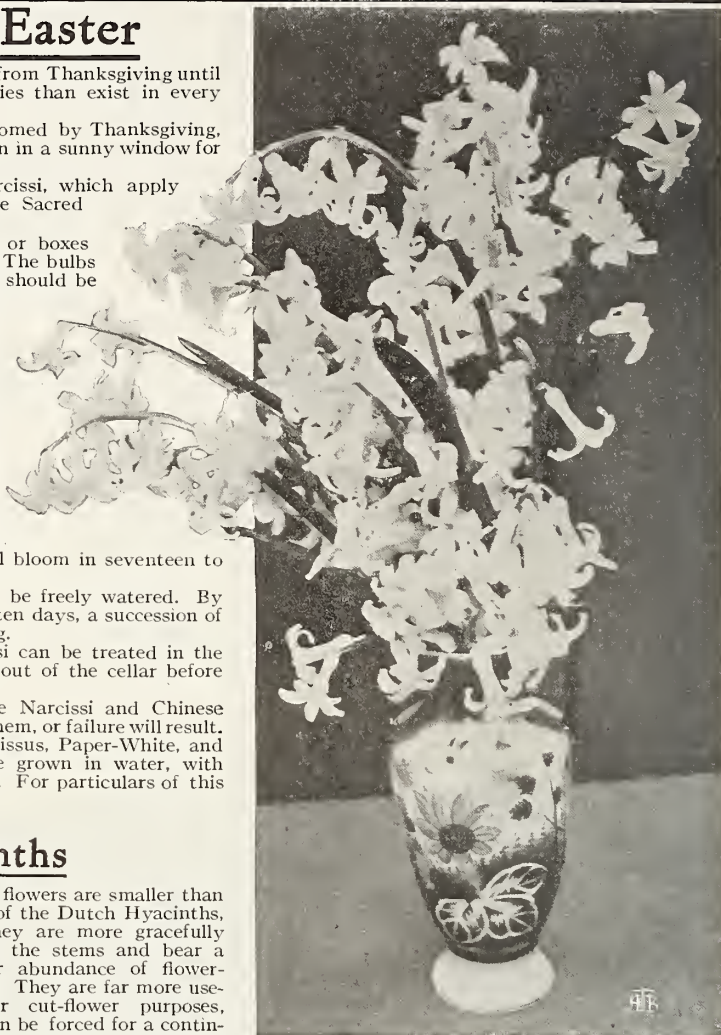 Easter
from Thanksgiving until
ies than exist in every
omed by Thanksgiving,
n in a sunny window for
rcissi, which apply
e Sacred
or boxes
The bulbs
should be
l bloom in seventeen to
be freely watered. By
ten days, a succession of
g.
si can be treated in the
out of the cellar before
e Narcissi and Chinese
hem, or failure will result.
issus, Paper-White, and
e grown in water, with
. For particulars of this
nths
flowers are smaller than
of the Dutch Hyacinths,
ey are more gracefully
the stems and bear a
r abundance of flower-
They are far more use-
r cut-flower purposes,
n be forced for a contin-